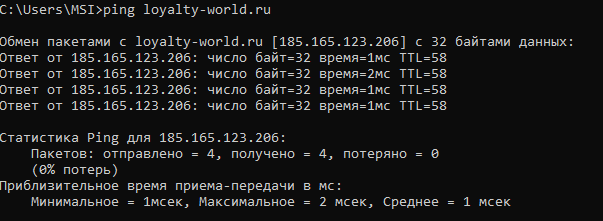 C:\Users\MSI>ping loyalty-world.ru
Обмен пакетами с loyalty-world.ru [185.165.123.206] с 32 байтами данных:
Ответ от 185.165.123.206: число байт=32 время=1мс TTL=58
Ответ от 185.165.123.206: число байт=32 время=2мс TTL=58
Ответ от 185.165.123.206: число байт=32 время=1мс TTL=58
Ответ от 185.165.123.206: число байт=32 время=1мс TTL=58
Статистика Ping для 185.165.123.206:
Пакетов: отправлено = 4, получено = 4, потеряно = 0
(0% потерь)
Приблизительное время приема-передачи в мс:
Минимальное = 1мсек, Максимальное = 2 мсек, Среднее = 1 мсек